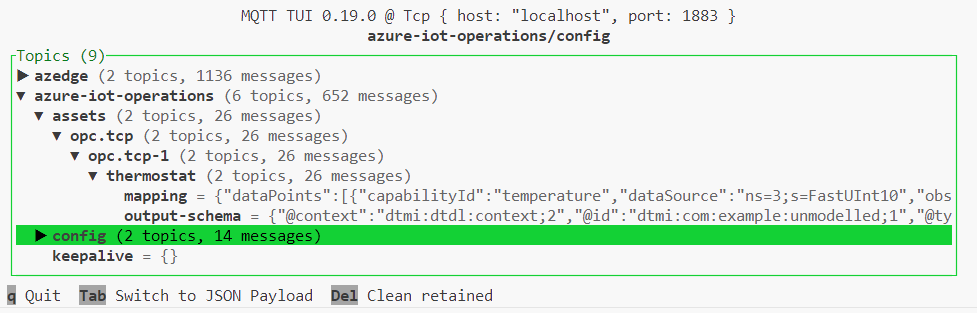 MQTT TUI 0.19.0 @ Tcp { host: "localhost", port: 1883 }
azure-iot-operations/config
Topics (9)
▶ azedge (2 topics, 1136 messages)
▼ azure-iot-operations (6 topics, 652 messages)
▼ assets (2 topics, 26 messages)
▼ opc.tcp (2 topics, 26 messages)
▼ opc.tcp-1 (2 topics, 26 messages)
▼ thermostat (2 topics, 26 messages)
mapping = {"dataPoints":[{"capabilityId":"temperature","dataSource":"ns=3;s=FastUInt10","obs
output-schema = {"@context":"dtmi:dtdl:context;2","@id":"dtmi:com:example:unmodelled;1","@ty
▶ config (2 topics, 14 messages)
keepalive = {}
q Quit Tab Switch to JSON Payload Del Clean retained